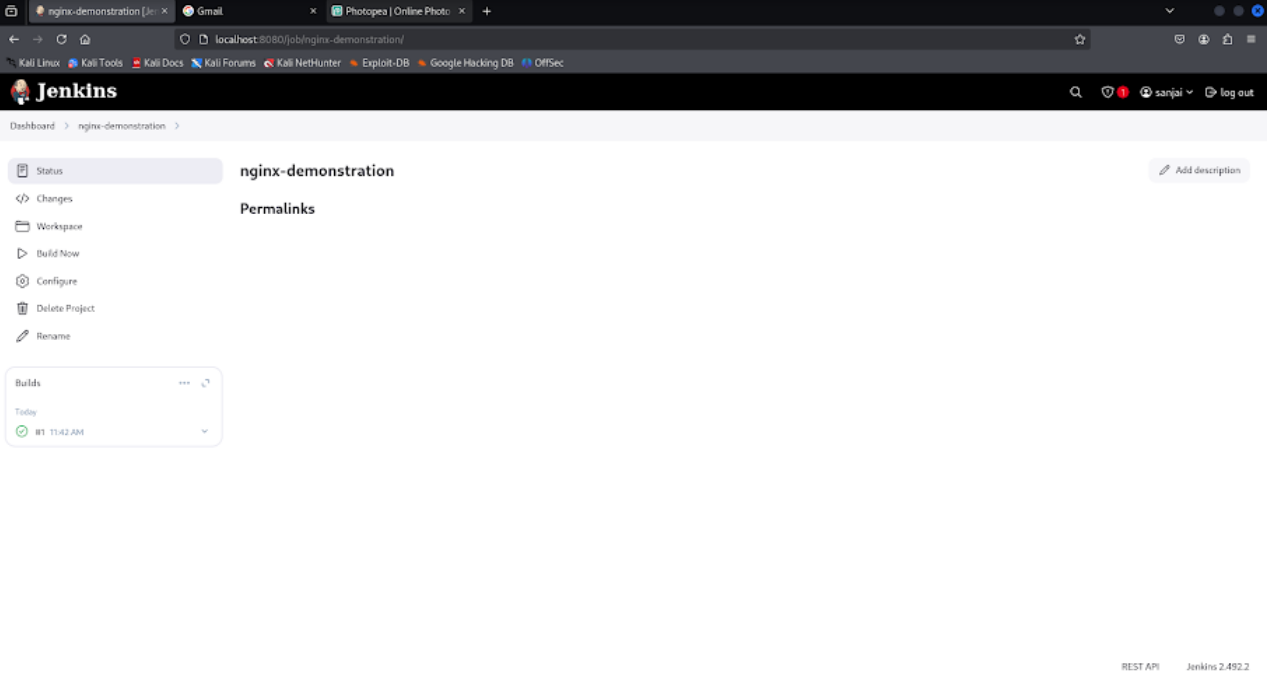 nginx-demonstration [Je
Gmail
Photopea | Online Photo
localhost:8080/job/nginx-demonstration/
Kali Linux Kali Tools Kali Docs Kali Forums Kali NetHunter Exploit-DB Google Hacking DB OffSec
Jenkins
1 sanjai log out
Dashboard nginx-demonstration
Status
nginx-demonstration
Add description
Changes
Permalinks
Workspace
Build Now
Configure
Delete Project
Rename
Builds
Today
#1 11:42 AM
REST API Jenkins 2.492.2